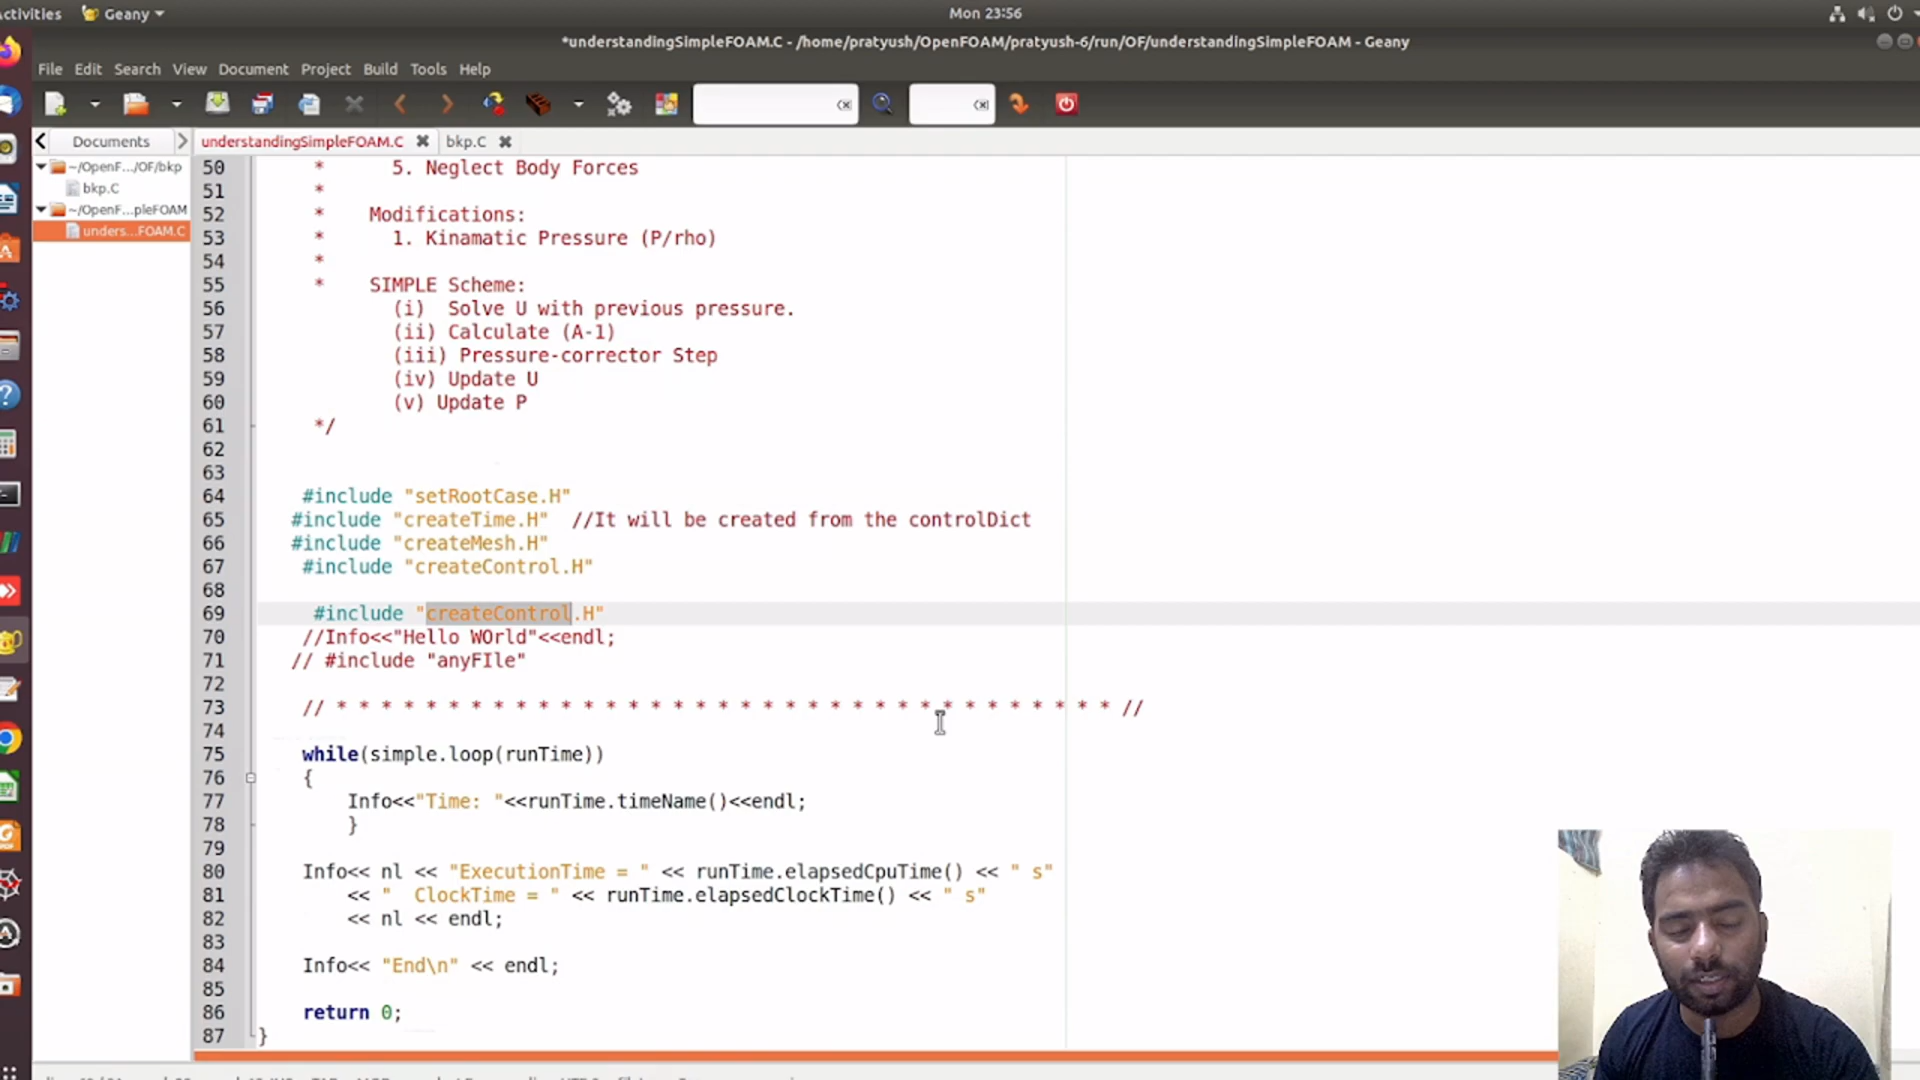 Activities
Geany
Mon 23:56
*understandingSimpleFOAM.C - /home/pratyush/OpenFOAM/pratyush-6/run/OF/understandingSimpleFOAM - Geany
File Edit Search View Document Project Build Tools Help
Documents
understandingSimpleFOAM.C
bkp.C
~/OpenF.../OF/bkp
bkp.C
~/OpenF...pleFOAM
unders...FOAM.C
50 * 5. Neglect Body Forces
51 *
52 * Modifications:
53 * 1. Kinamatic Pressure (P/rho)
54 *
55 * SIMPLE Scheme:
56 (i) Solve U with previous pressure.
57 (ii) Calculate (A-1)
58 (iii) Pressure-corrector Step
59 (iv) Update U
60 (v) Update P
61 */
62
63
64 #include "setRootCase.H"
65 #include "createTime.H" //It will be created from the controlDict
66 #include "createMesh.H"
67 #include "createControl.H"
68
69 #include "createControl.H"
70 //Info<<"Hello WOrld"<<endl;
71 // #include "anyFIle"
72
73 // * * * * * * * * * * * * * * * * * * * * * * * * * * * * * * * * * * * //
74
75 while(simple.loop(runTime))
76 {
77 Info<<"Time: "<<runTime.timeName()<<endl;
78 }
79
80 Info<< nl << "ExecutionTime = " << runTime.elapsedCpuTime() << " s"
81 << " ClockTime = " << runTime.elapsedClockTime() << " s"
82 << nl << endl;
83
84 Info<< "End\n" << endl;
85
86 return 0;
87 }